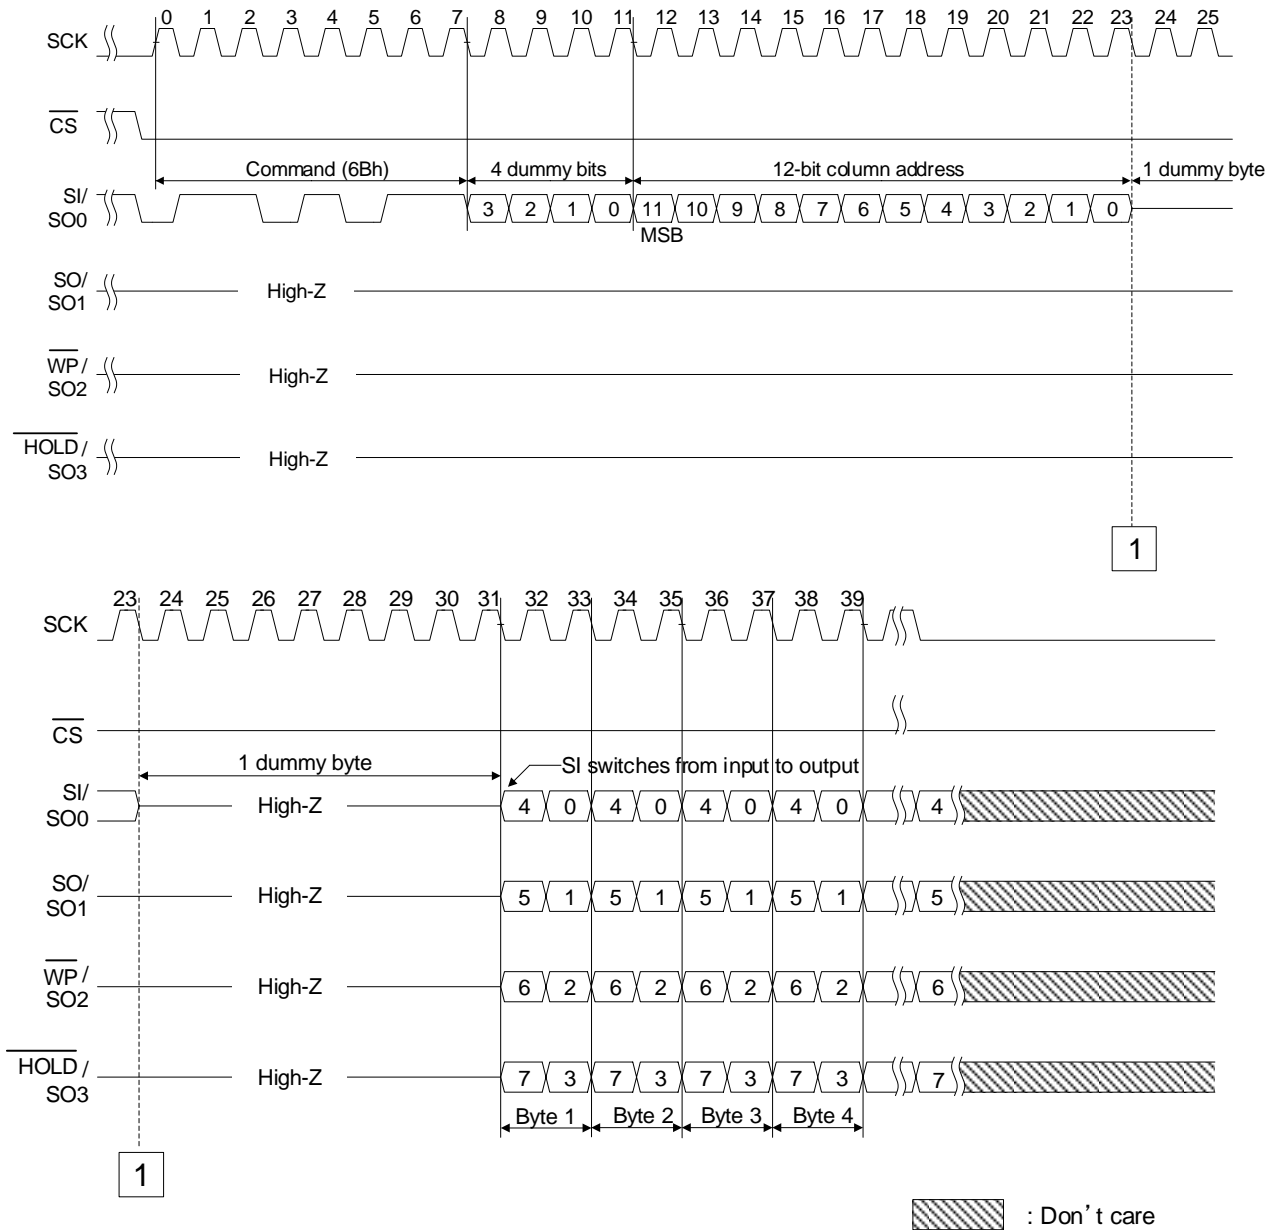 SCK 0 1 2 3 4 5 6 7 8 9 10 11 12 13 14 15 16 17 18 19 20 21 22 23 24 25
CS
Command (6Bh) 4 dummy bits 12-bit column address 1 dummy byte
SI/
SO0
3 2 1 0 11 10 9 8 7 6 5 4 3 2 1 0
MSB
SO/
SO1
High-Z
WP/
SO2
High-Z
HOLD/
SO3
High-Z
1
SCK 23 24 25 26 27 28 29 30 31 32 33 34 35 36 37 38 39
CS
1 dummy byte SI switches from input to output
SI/
SO0
High-Z 4 0 4 0 4 0 4 0 4
SO/
SO1
High-Z 5 1 5 1 5 1 5 1 5
WP/
SO2
High-Z 6 2 6 2 6 2 6 2 6
HOLD/
SO3
High-Z 7 3 7 3 7 3 7 3 7
Byte 1 Byte 2 Byte 3 Byte 4
1
: Don't care